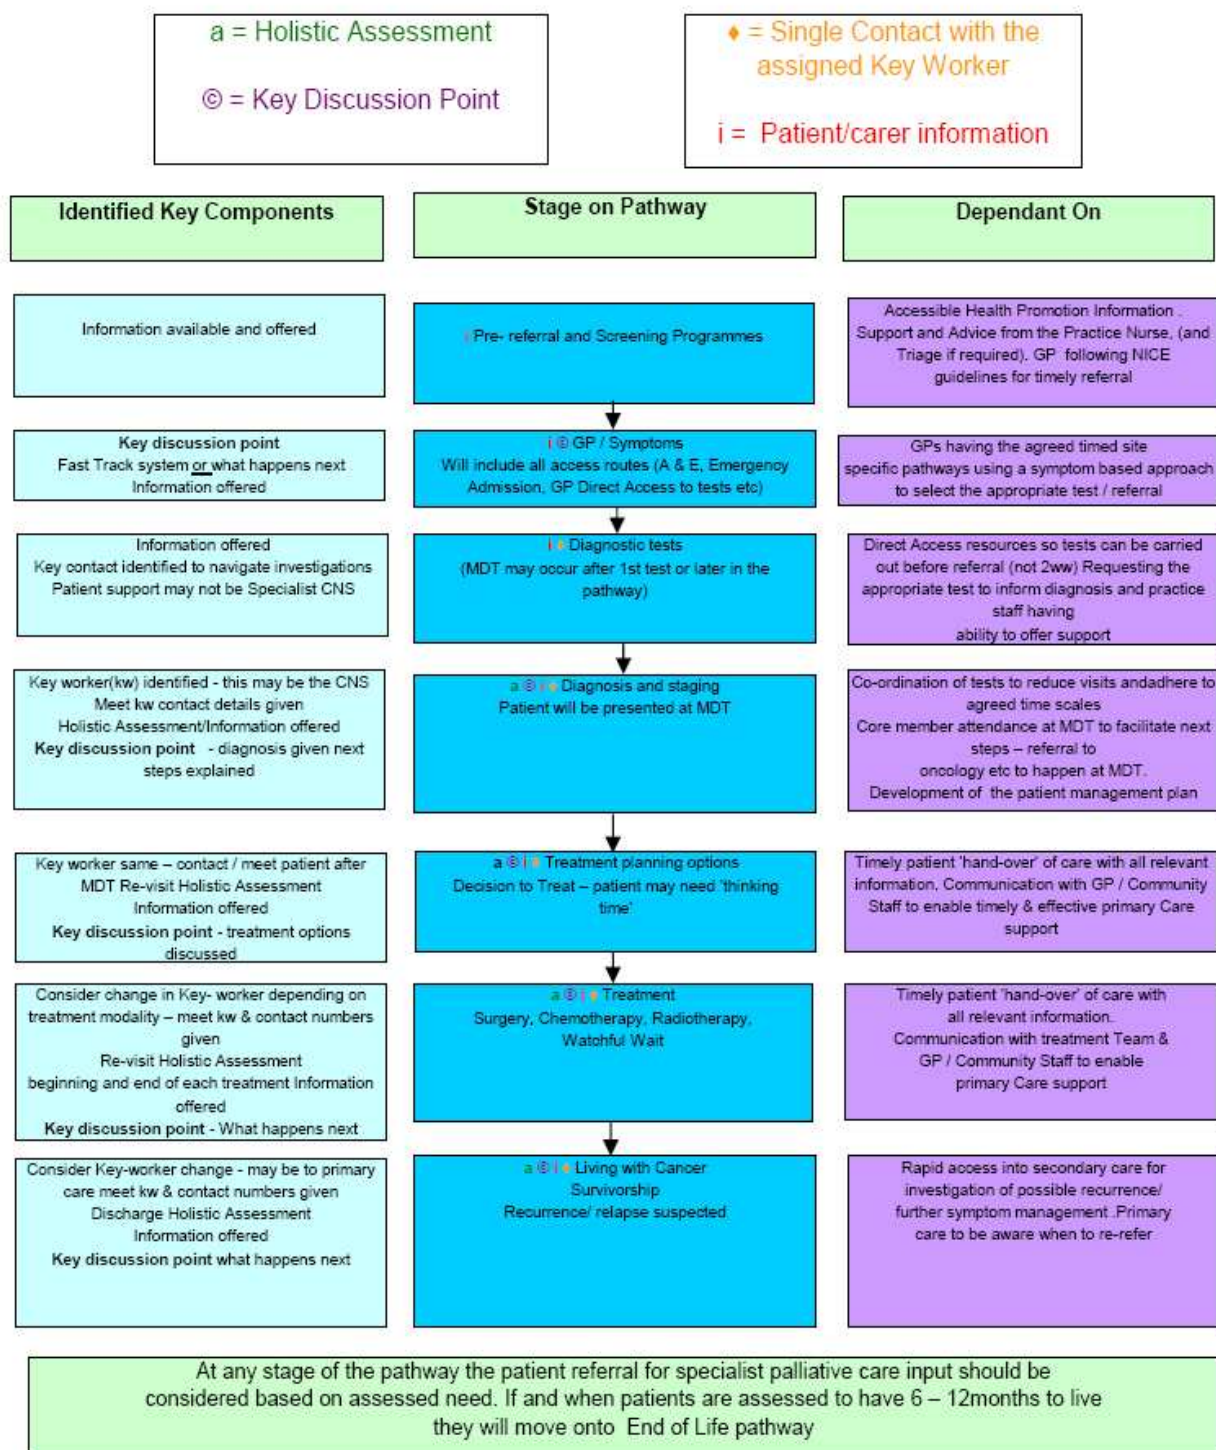 a = Holistic Assessment
© = Key Discussion Point
♦ = Single Contact with the
assigned Key Worker
i = Patient/carer information
Identified Key Components
Stage on Pathway
Dependant On
Information available and offered
i Pre- referral and Screening Programmes
Accessible Health Promotion Information .
Support and Advice from the Practice Nurse, (and
Triage if required). GP following NICE
guidelines for timely referral
Key discussion point
Fast Track system or what happens next
Information offered
i © GP / Symptoms
Will include all access routes (A & E, Emergency
Admission, GP Direct Access to tests etc)
GPs having the agreed timed site
specific pathways using a symptom based approach
to select the appropriate test / referral
Information offered
Key contact identified to navigate investigations
Patient support may not be Specialist CNS
i ♦ Diagnostic tests
(MDT may occur after 1st test or later in the
pathway)
Direct Access resources so tests can be carried
out before referral (not 2ww) Requesting the
appropriate test to inform diagnosis and practice
staff having
ability to offer support
Key worker(kw) identified - this may be the CNS
Meet kw contact details given
Holistic Assessment/Information offered
Key discussion point - diagnosis given next
steps explained
a © i ♦ Diagnosis and staging
Patient will be presented at MDT
Co-ordination of tests to reduce visits andadhere to
agreed time scales
Core member attendance at MDT to facilitate next
steps – referral to
oncology etc to happen at MDT.
Development of the patient management plan
Key worker same – contact / meet patient after
MDT Re-visit Holistic Assessment
Information offered
Key discussion point - treatment options
discussed
a © i ♦ Treatment planning options
Decision to Treat – patient may need 'thinking
time'
Timely patient 'hand-over' of care with all relevant
information, Communication with GP / Community
Staff to enable timely & effective primary Care
support
Consider change in Key- worker depending on
treatment modality – meet kw & contact numbers
given
Re-visit Holistic Assessment
beginning and end of each treatment Information
offered
Key discussion point - What happens next
a © i ♦ Treatment
Surgery, Chemotherapy, Radiotherapy,
Watchful Wait
Timely patient 'hand-over' of care with
all relevant information.
Communication with treatment Team &
GP / Community Staff to enable
primary Care support
Consider Key-worker change - may be to primary
care meet kw & contact numbers given
Discharge Holistic Assessment
Information offered
Key discussion point what happens next
a © i ♦ Living with Cancer
Survivorship
Recurrence/ relapse suspected
Rapid access into secondary care for
investigation of possible recurrence/
further symptom management .Primary
care to be aware when to re-refer
At any stage of the pathway the patient referral for specialist palliative care input should be
considered based on assessed need. If and when patients are assessed to have 6 – 12months to live
they will move onto End of Life pathway